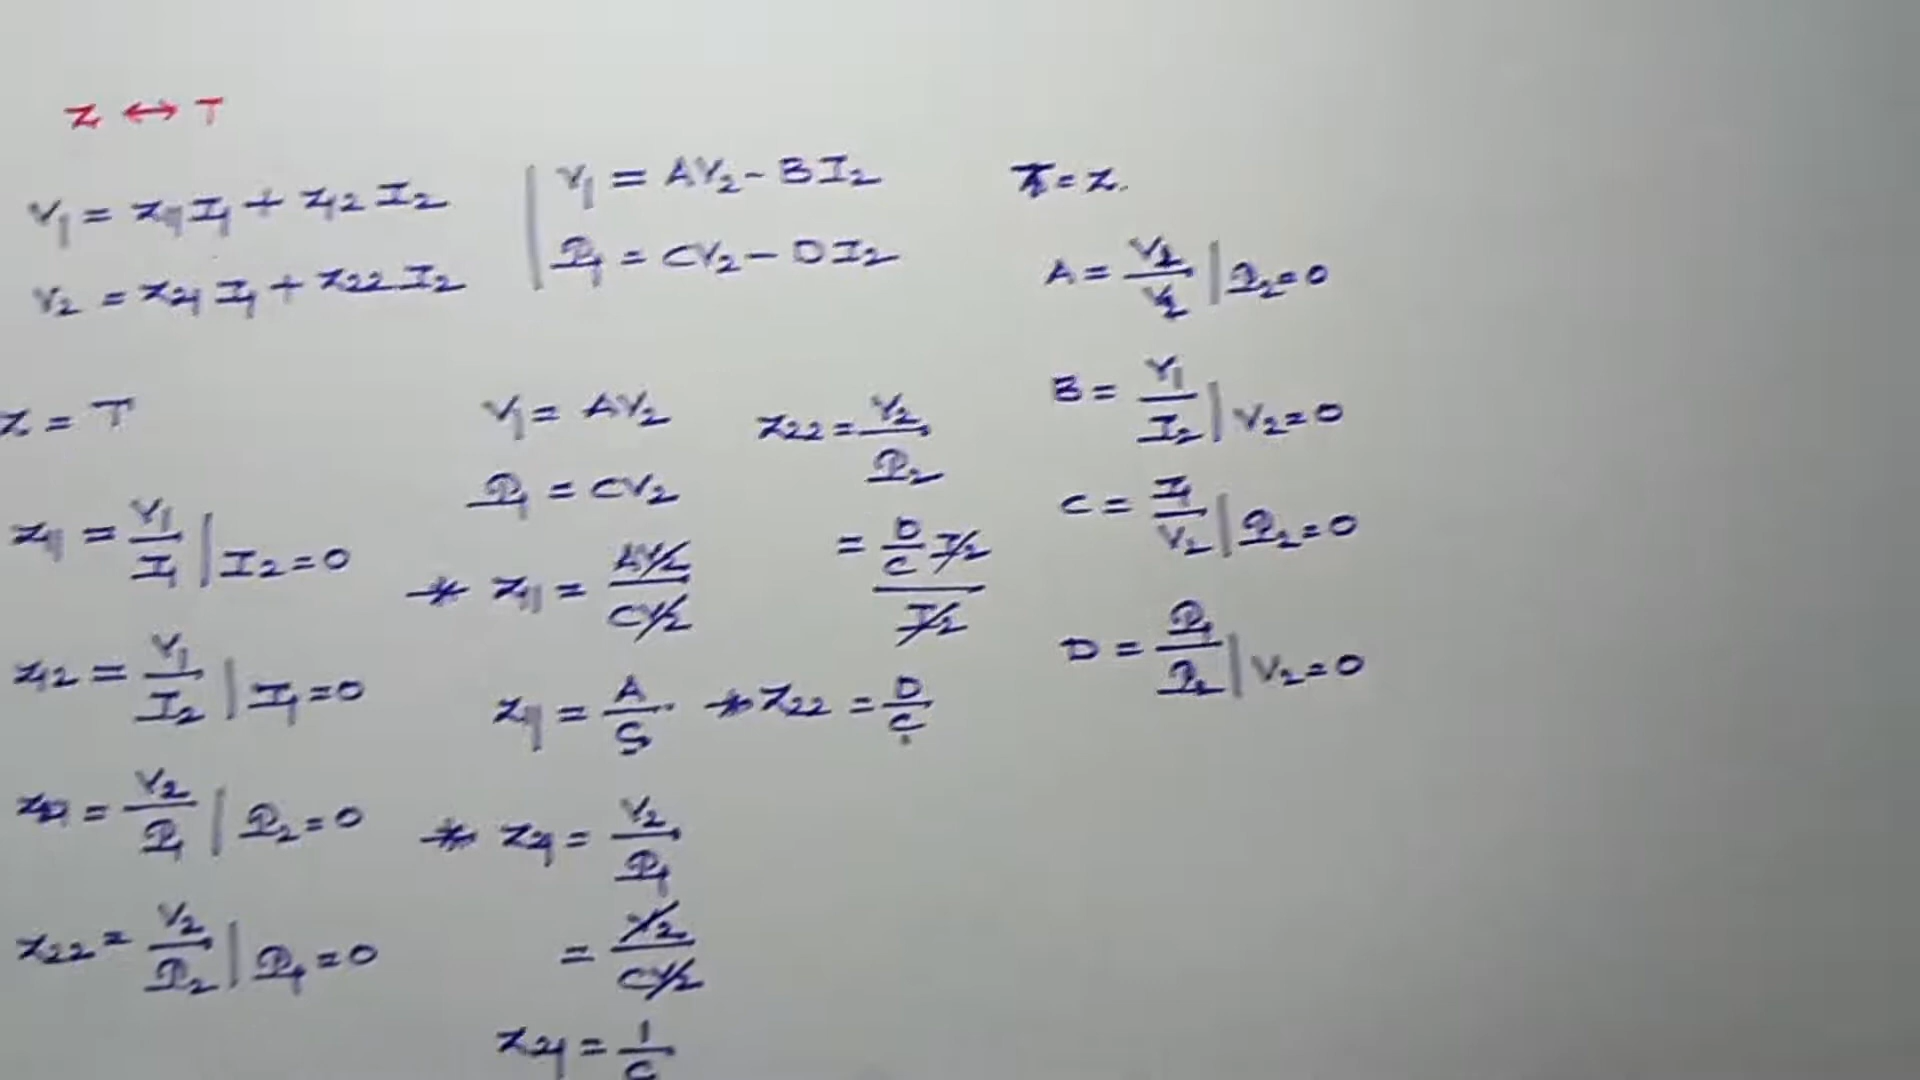 Z ↔ T
V1 = Z11 I1 + Z12 I2
V2 = Z21 I1 + Z22 I2
V1 = AV2 - BI2
I1 = CV2 - DI2
Z = T
Z11 = V1/I1 | I2=0
Z12 = V1/I2 | I1=0
Z21 = V2/I1 | I2=0
Z22 = V2/I2 | I1=0
V1 = AV2
I1 = CV2
* Z11 = AV2/CV2
Z11 = A/C
* Z21 = V2/I1
= V2/CV2
Z21 = 1/C
Z22 = V2/I2
= D/C I2 / I2
* Z22 = D/C
T = Z.
A = V1/V2 | I2=0
B = V1/I2 | V2=0
C = I1/V2 | I2=0
D = I1/I2 | V2=0